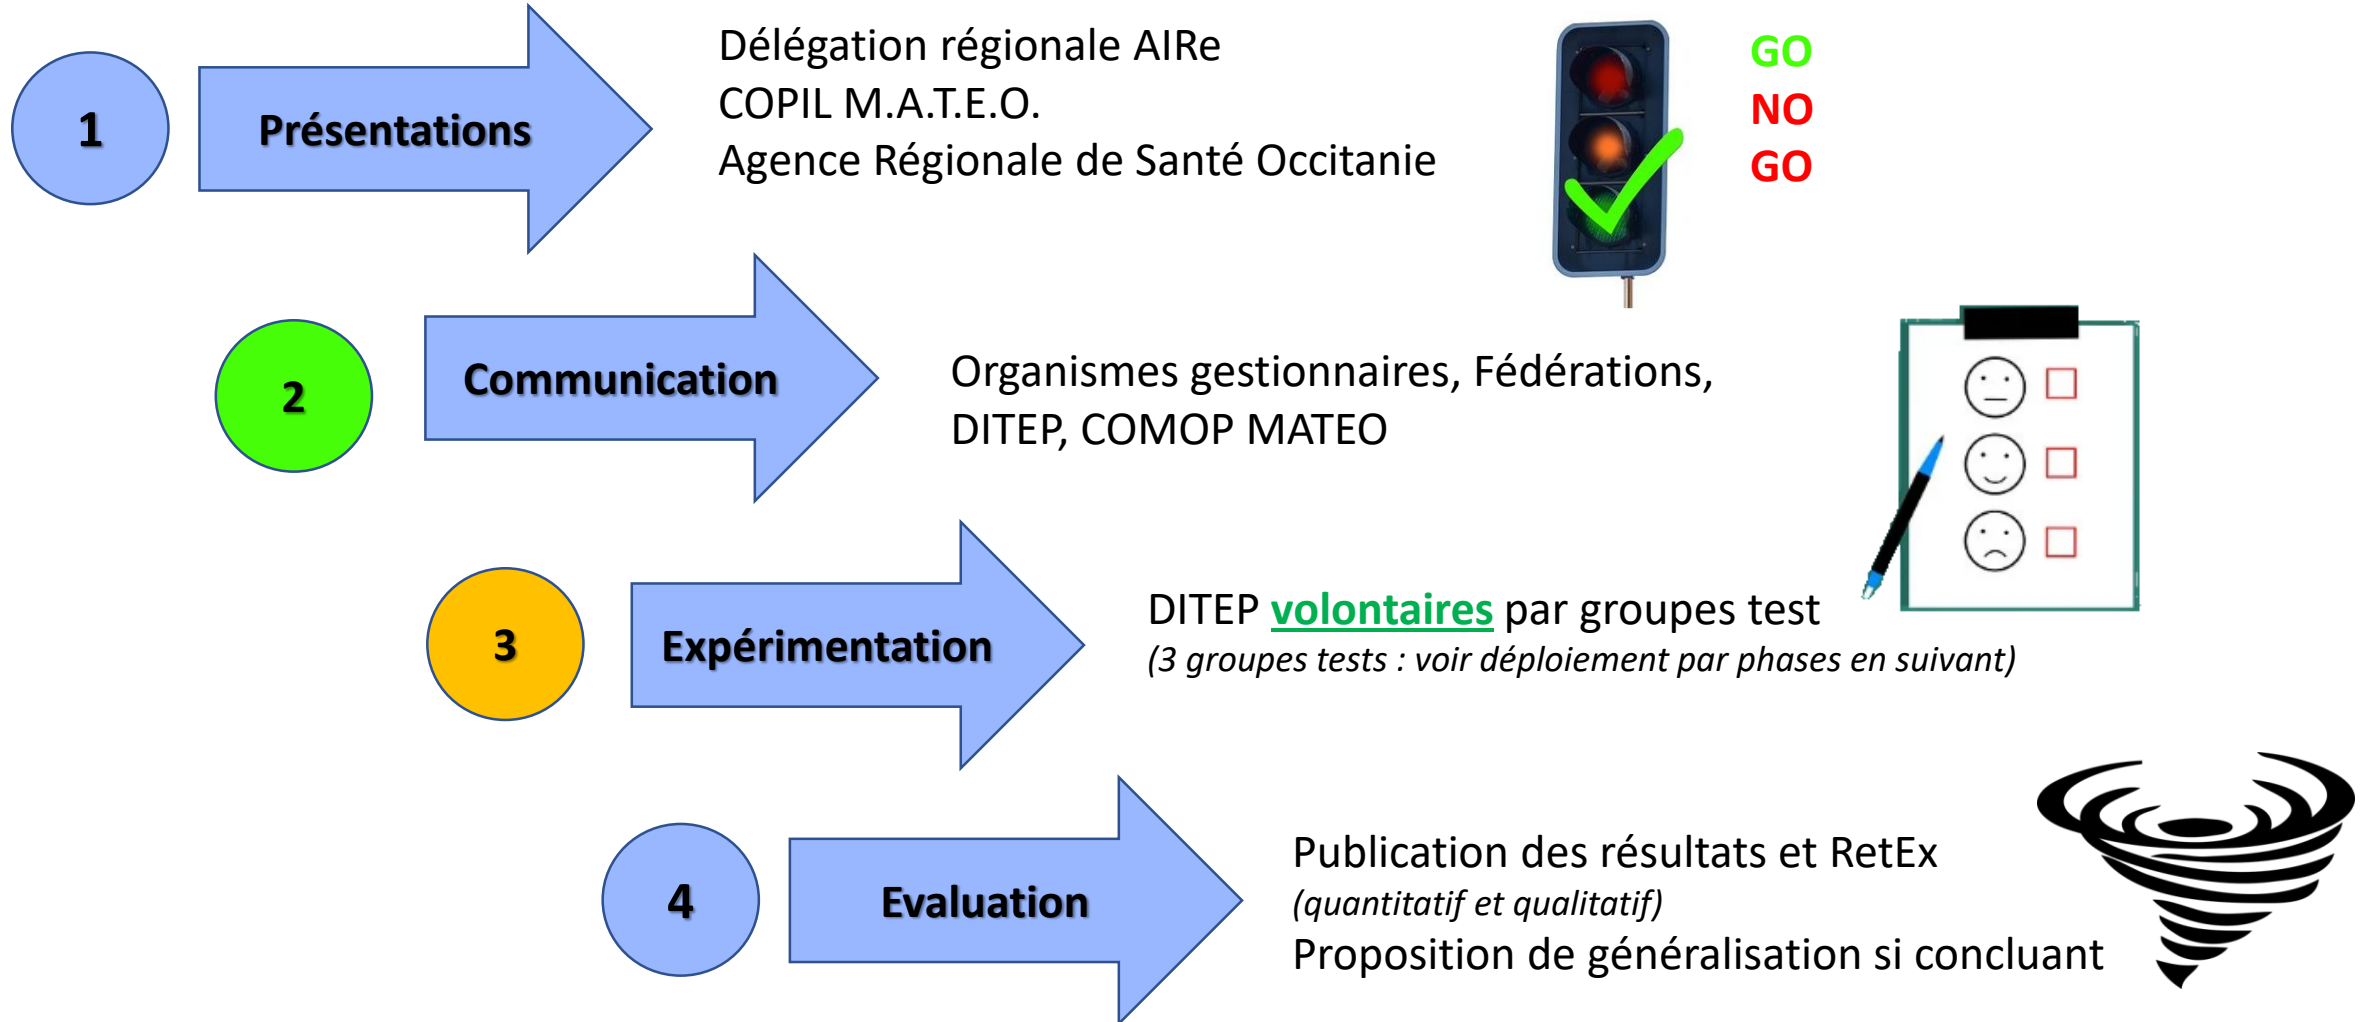 1
Présentations
Délégation régionale AIRe
COPIL M.A.T.E.O.
Agence Régionale de Santé Occitanie
GO
NO
GO
2
Communication
Organismes gestionnaires, Fédérations,
DITEP, COMOP MATEO
3
Expérimentation
DITEP volontaires par groupes test
(3 groupes tests : voir déploiement par phases en suivant)
4
Evaluation
Publication des résultats et RetEx
(quantitatif et qualitatif)
Proposition de généralisation si concluant